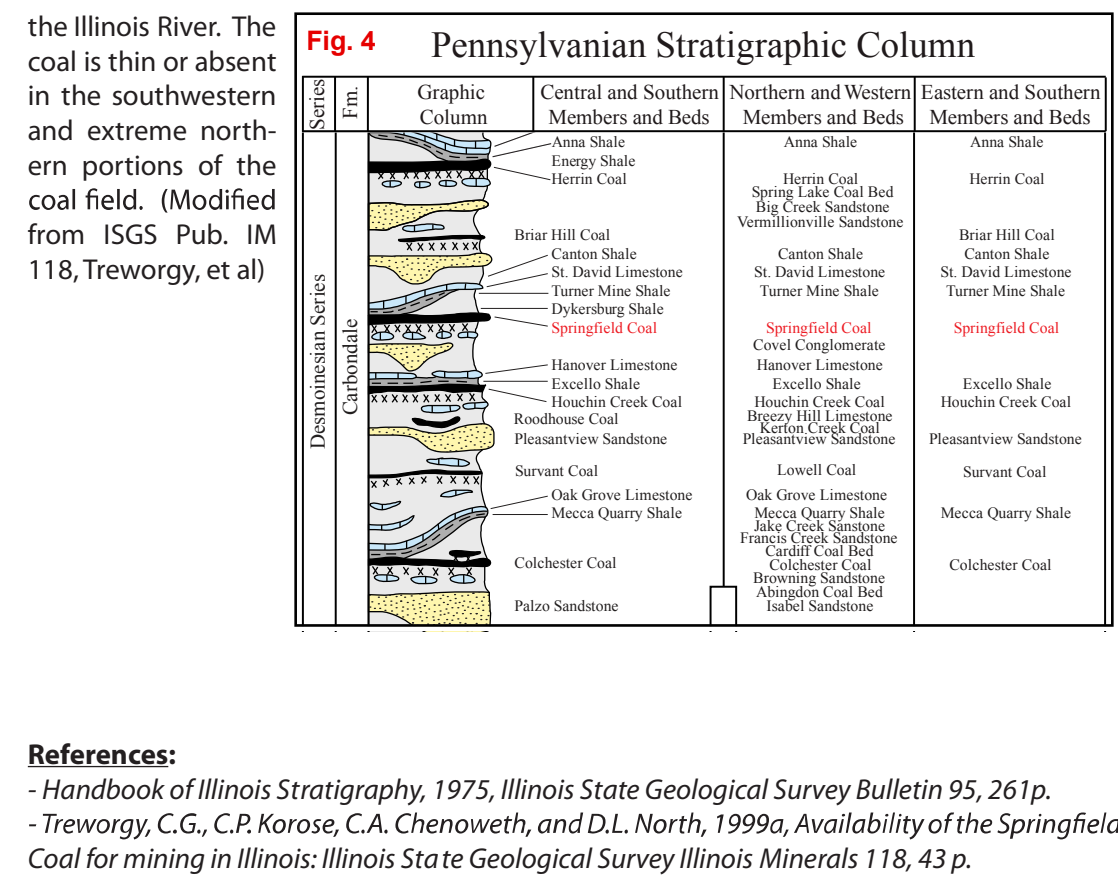 the Illinois River. The
coal is thin or absent
in the southwestern
and extreme north-
ern portions of the
coal field. (Modified
from ISGS Pub. IM
118, Treworgy, et al)
Fig. 4
Pennsylvanian Stratigraphic Column
Series
Fm.
Graphic
Column
Central and Southern
Members and Beds
Northern and Western
Members and Beds
Eastern and Southern
Members and Beds
Desmoinesian Series
Carbondale
Anna Shale
Energy Shale
Herrin Coal
Briar Hill Coal
Canton Shale
St. David Limestone
Turner Mine Shale
Dykersburg Shale
Springfield Coal
Hanover Limestone
Excello Shale
Houchin Creek Coal
Roodhouse Coal
Pleasantview Sandstone
Survant Coal
Oak Grove Limestone
Mecca Quarry Shale
Colchester Coal
Palzo Sandstone
Anna Shale
Herrin Coal
Spring Lake Coal Bed
Big Creek Sandstone
Vermillionville Sandstone
Canton Shale
St. David Limestone
Turner Mine Shale
Springfield Coal
Covel Conglomerate
Hanover Limestone
Excello Shale
Houchin Creek Coal
Breezy Hill Limestone
Kerton Creek Coal
Pleasantview Sandstone
Lowell Coal
Oak Grove Limestone
Mecca Quarry Shale
Jake Creek Sanstone
Francis Creek Sandstone
Cardiff Coal Bed
Colchester Coal
Browning Sandstone
Abingdon Coal Bed
Isabel Sandstone
Anna Shale
Herrin Coal
Briar Hill Coal
Canton Shale
St. David Limestone
Turner Mine Shale
Springfield Coal
Excello Shale
Houchin Creek Coal
Pleasantview Sandstone
Survant Coal
Mecca Quarry Shale
Colchester Coal
References:
- Handbook of Illinois Stratigraphy, 1975, Illinois State Geological Survey Bulletin 95, 261p.
- Treworgy, C.G., C.P. Korose, C.A. Chenoweth, and D.L. North, 1999a, Availability of the Springfield
Coal for mining in Illinois: Illinois State Geological Survey Illinois Minerals 118, 43 p.